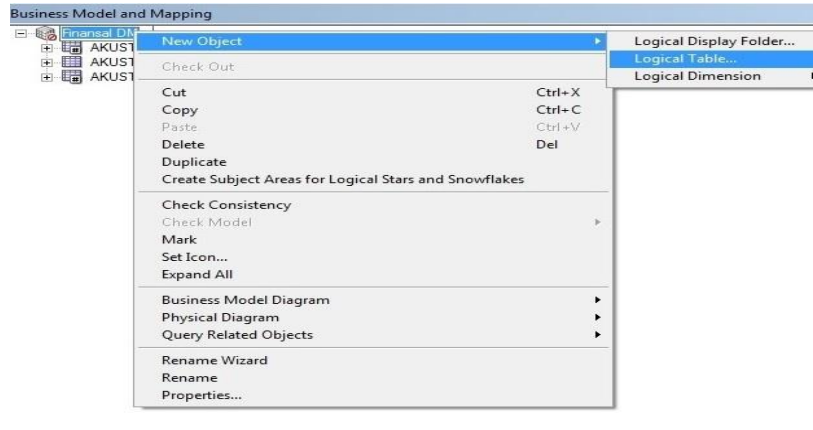 Business Model and Mapping
Finansal DM
AKUST
AKUST
AKUST
New Object
Check Out
Cut Ctrl+X
Copy Ctrl+C
Paste Ctrl+V
Delete Del
Duplicate
Create Subject Areas for Logical Stars and Snowflakes
Check Consistency
Check Model
Mark
Set Icon...
Expand All
Business Model Diagram
Physical Diagram
Query Related Objects
Rename Wizard
Rename
Properties...
Logical Display Folder...
Logical Table...
Logical Dimension